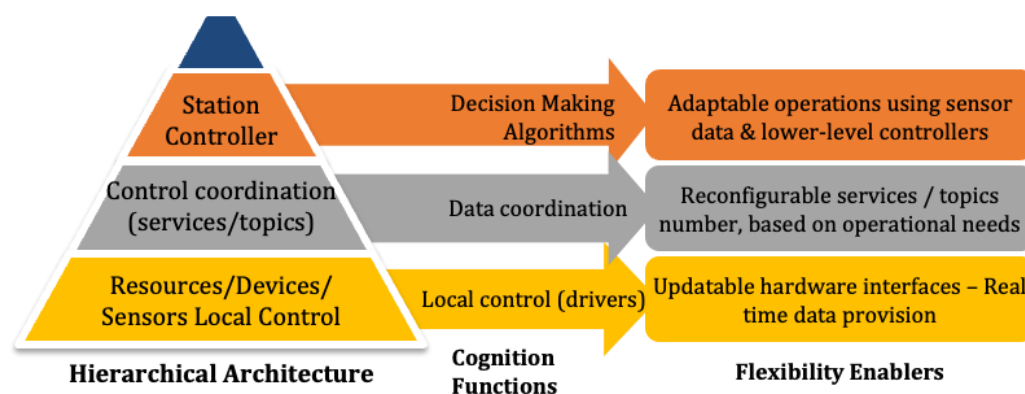 Station
Controller
Decision Making
Algorithms
Adaptable operations using sensor
data & lower-level controllers
Control coordination
(services/topics)
Data coordination
Reconfigurable services / topics
number, based on operational needs
Resources/Devices/
Sensors Local Control
Local control (drivers)
Updatable hardware interfaces – Real
time data provision
Hierarchical Architecture
Cognition
Functions
Flexibility Enablers